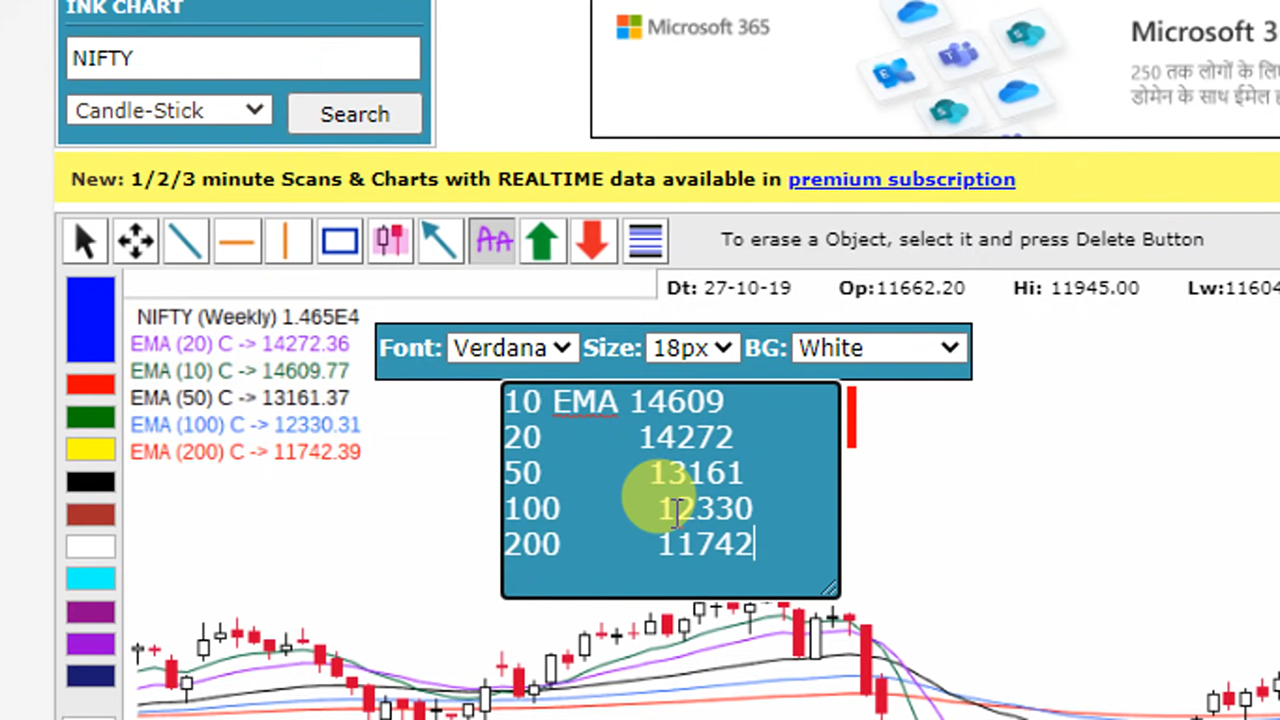 INK CHART
NIFTY
Candle-Stick
Search
Microsoft 365
Microsoft 3
250 तक लोगों के लि
डोमेन के साथ ईमेल ह
New: 1/2/3 minute Scans & Charts with REALTIME data available in premium subscription
AA
To erase a Object, select it and press Delete Button
Dt: 27-10-19 Op:11662.20 Hi: 11945.00 Lw:11604
NIFTY (Weekly) 1.465E4
EMA (20) C -> 14272.36
EMA (10) C -> 14609.77
EMA (50) C -> 13161.37
EMA (100) C -> 12330.31
EMA (200) C -> 11742.39
Font: Verdana Size: 18px BG: White
10 EMA 14609
20 14272
50 13161
100 12330
200 11742